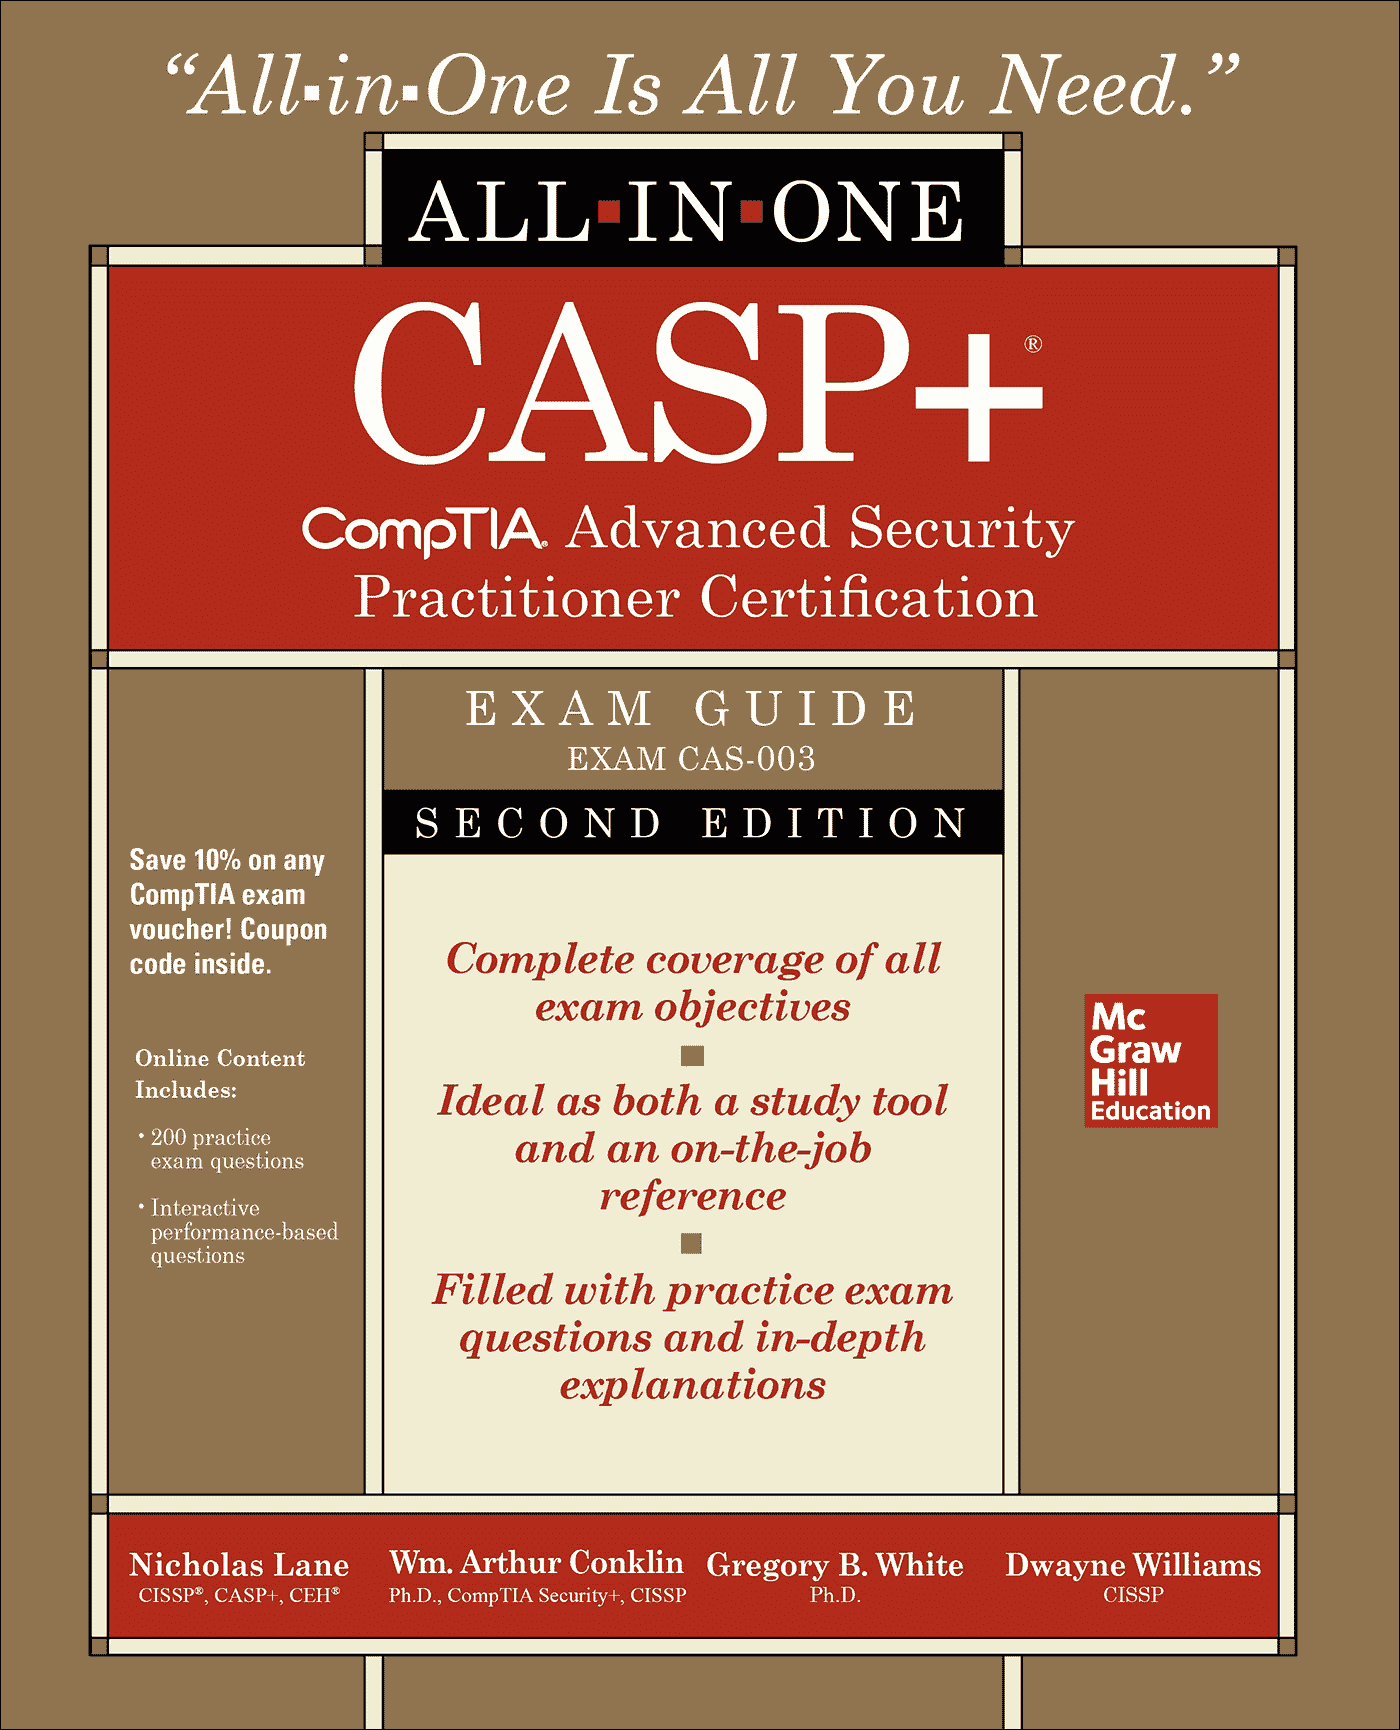 “All▪in▪One Is All You Need.”
ALL▪IN▪ONE
CASP+®
CompTIA® Advanced Security
Practitioner Certification
EXAM GUIDE
EXAM CAS-003
SECOND EDITION
Save 10% on any
CompTIA exam
voucher! Coupon
code inside.
Online Content
Includes:
• 200 practice
exam questions
• Interactive
performance-based
questions
Complete coverage of all
exam objectives
Ideal as both a study tool
and an on-the-job
reference
Filled with practice exam
questions and in-depth
explanations
Mc
Graw
Hill
Education
Nicholas Lane
CISSP®, CASP+, CEH®
Wm. Arthur Conklin
Ph.D., CompTIA Security+, CISSP
Gregory B. White
Ph.D.
Dwayne Williams
CISSP